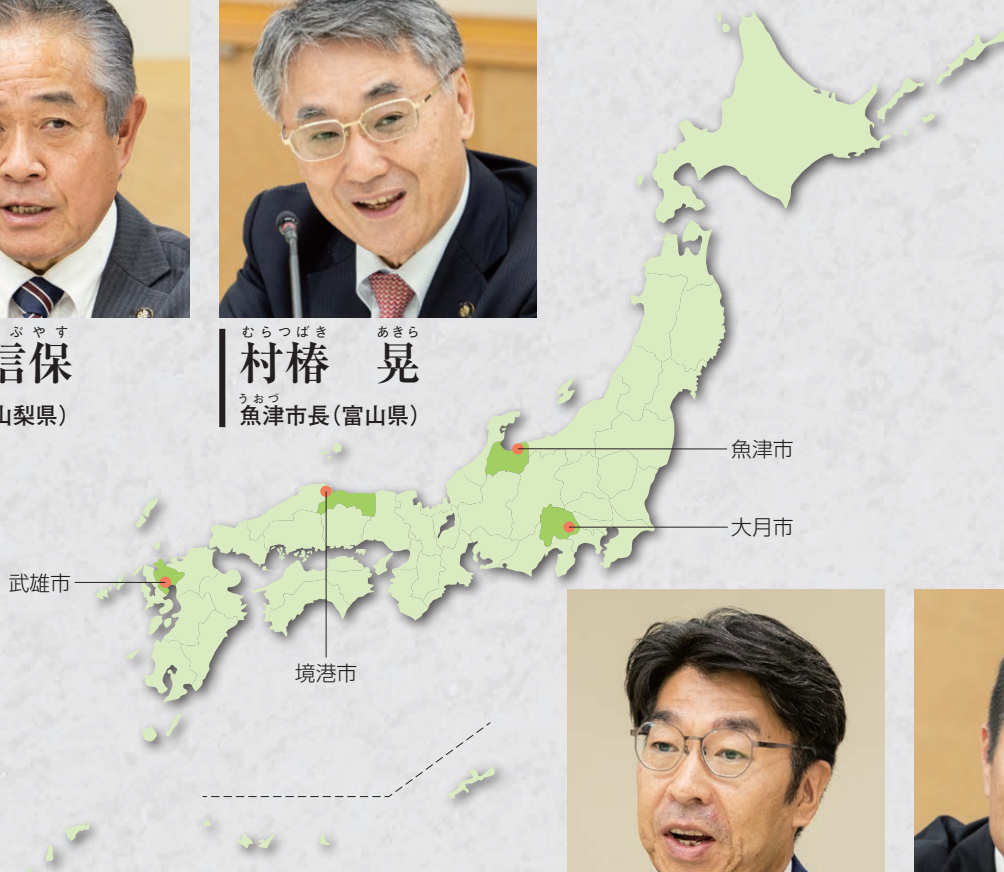 ぶやす
信保
山梨県）
むらつばき　あきら
村椿　晃
うおづ
魚津市長（富山県）
魚津市
大月市
武雄市
境港市